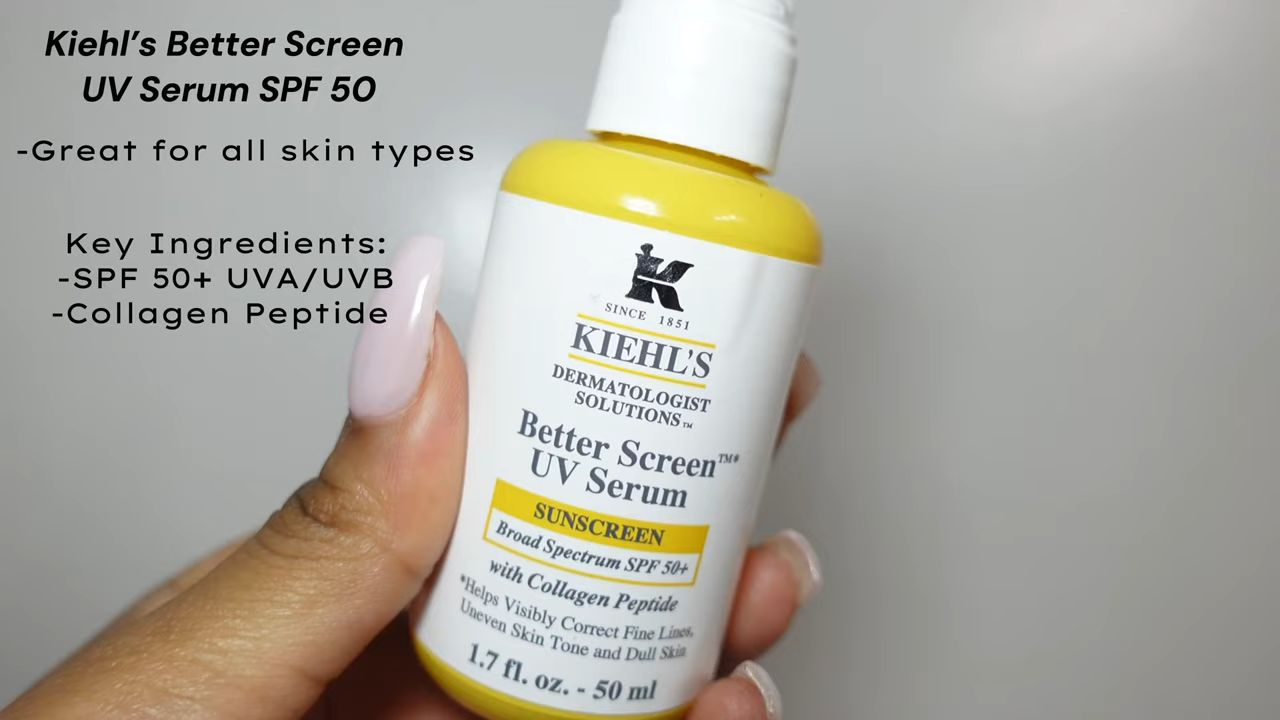 Kiehl's Better Screen
UV Serum SPF 50
-Great for all skin types
Key Ingredients:
-SPF 50+ UVA/UVB
-Collagen Peptide
K
SINCE 1851
KIEHL'S
DERMATOLOGIST
SOLUTIONS™
Better Screen™*
UV Serum
SUNSCREEN
Broad Spectrum SPF 50+
with Collagen Peptide
*Helps Visibly Correct Fine Lines,
Uneven Skin Tone and Dull Skin
1.7 fl. oz. - 50 ml